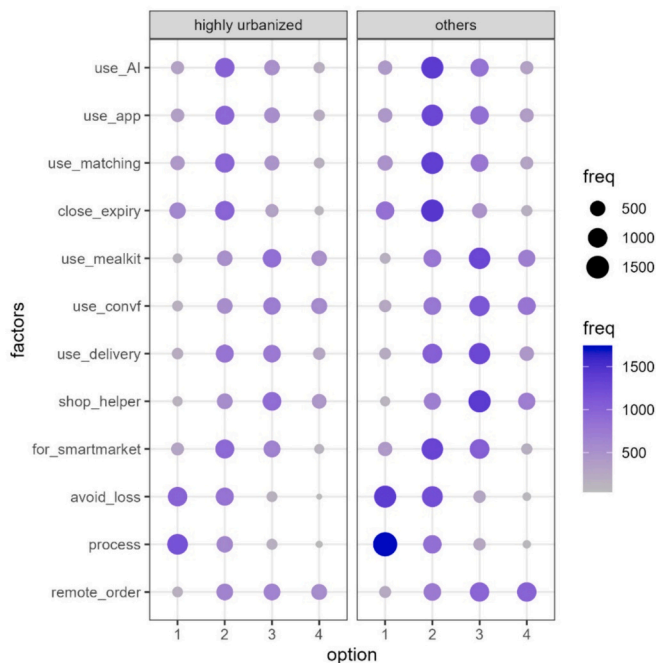 highly urbanized
others
use_AI
use_app
use_matching
close_expiry
use_mealkit
use_convf
use_delivery
shop_helper
for_smartmarket
avoid_loss
process
remote_order
factors
1 2 3 4
1 2 3 4
option
freq
500
1000
1500
freq
1500
1000
500